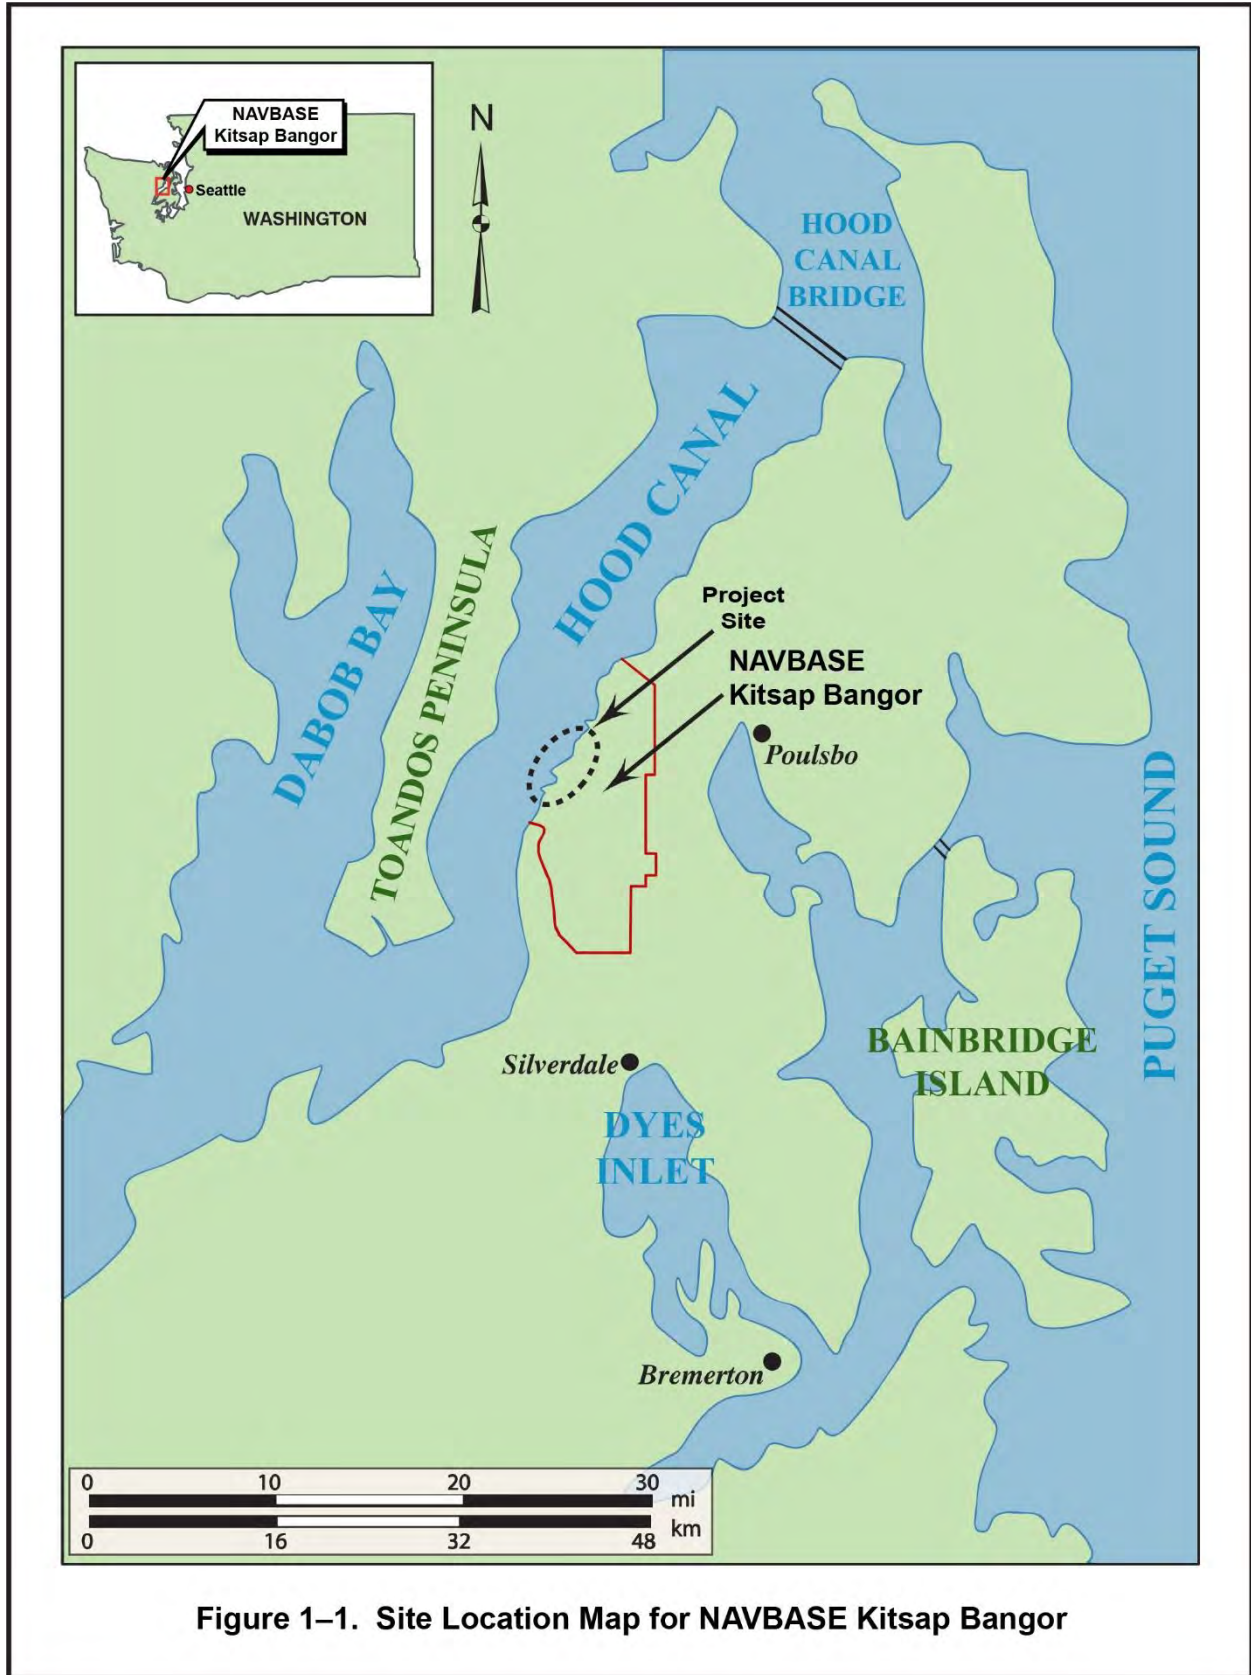 NAVBASE
Kitsap Bangor
Seattle
WASHINGTON
N
HOOD
CANAL
BRIDGE
HOOD CANAL
DABOB BAY
TOANDOS PENINSULA
Project
Site
NAVBASE
Kitsap Bangor
Poulsbo
PUGET SOUND
BAINBRIDGE
ISLAND
Silverdale
DYES
INLET
Bremerton
0 10 20 30
mi
km
0 16 32 48
Figure 1–1. Site Location Map for NAVBASE Kitsap Bangor